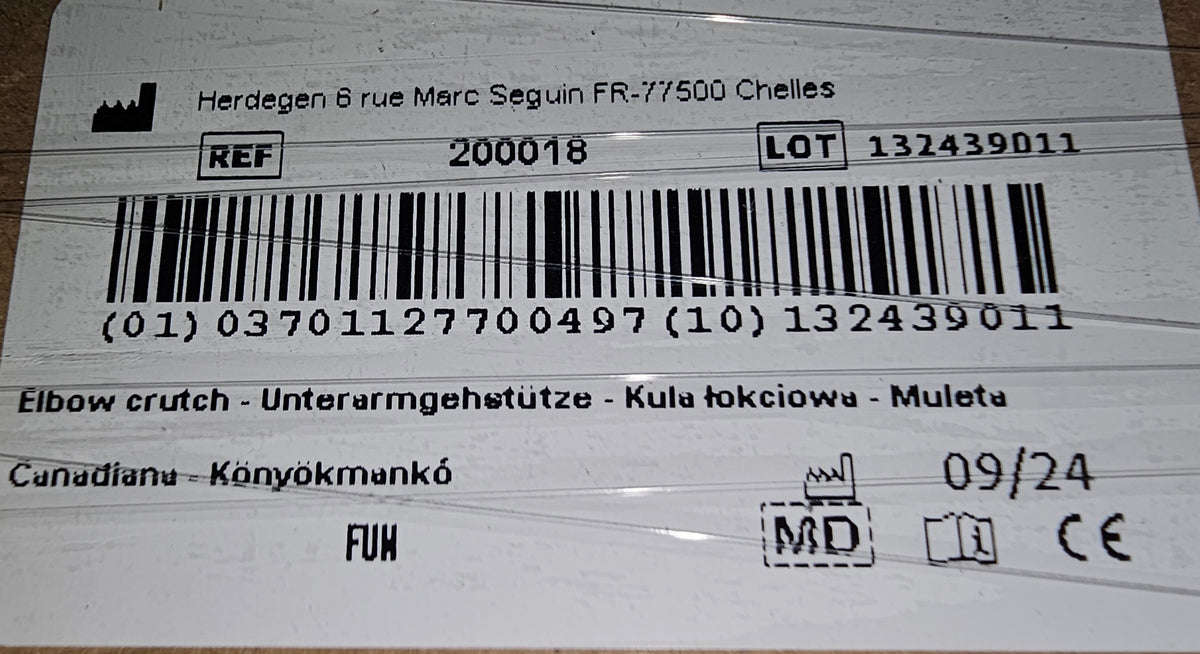 Herdegen 6 rue Marc Seguin FR-77500 Chelles
REF 200018 LOT 132439011
(01) 03701127700497 (10) 132439011
Elbow crutch - Unterarmgehstütze - Kula łokciowa - Muleta
Canadiana - Könyökmankó
09/24
FUH MD i CE